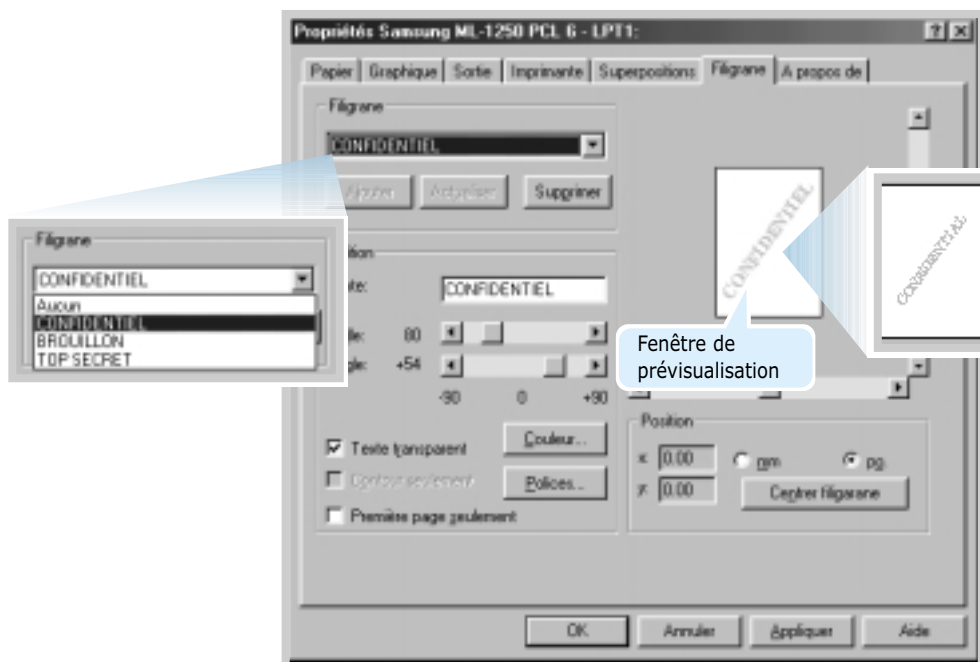 Propriétés Samsung ML-1250 PCL 6 - LPT1:
Papier Graphique Sortie Imprimante Superpositions Filigrane A propos de
Filigrane
CONFIDENTIEL
Ajouter Actualiser Supprimer
Filigrane
CONFIDENTIEL
Aucun
CONFIDENTIEL
BROUILLON
TOP SECRET
CONFIDENTIEL
80
+54
-90 0 +90
Texte transparent
Couleur...
Contour seulement
Polices...
Première page seulement
CONFIDENTIEL
CONFIDENTIAL
Fenêtre de
prévisualisation
Position
x: 0.00 mm po.
y: 0.00 Centrer filigarane
OK Annuler Appliquer Aide